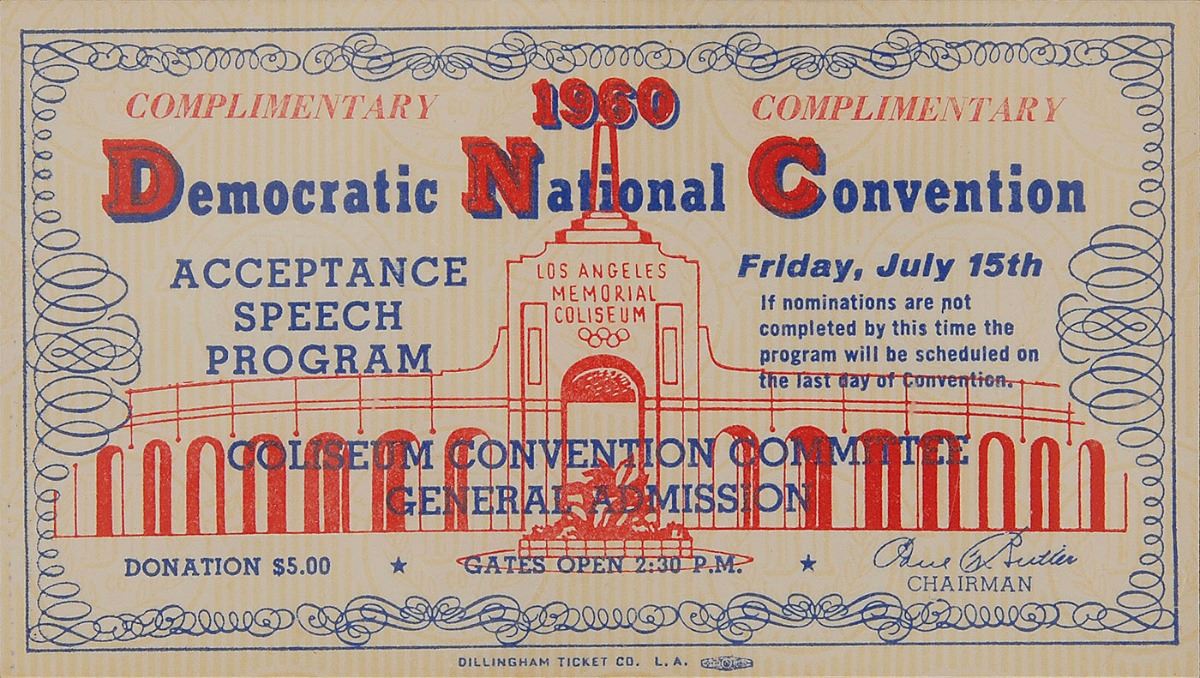 1960
COMPLIMENTARY COMPLIMENTARY
Democratic National Convention
ACCEPTANCE
SPEECH
PROGRAM
LOS ANGELES
MEMORIAL
COLISEUM
Friday, July 15th
If nominations are not
completed by this time the
program will be scheduled on
the last day of Convention.
COLISEUM CONVENTION COMMITTEE
GENERAL ADMISSION
DONATION $5.00 ★ GATES OPEN 2:30 P.M. ★
Paul M. Butler
CHAIRMAN
DILLINGHAM TICKET CO. L. A.